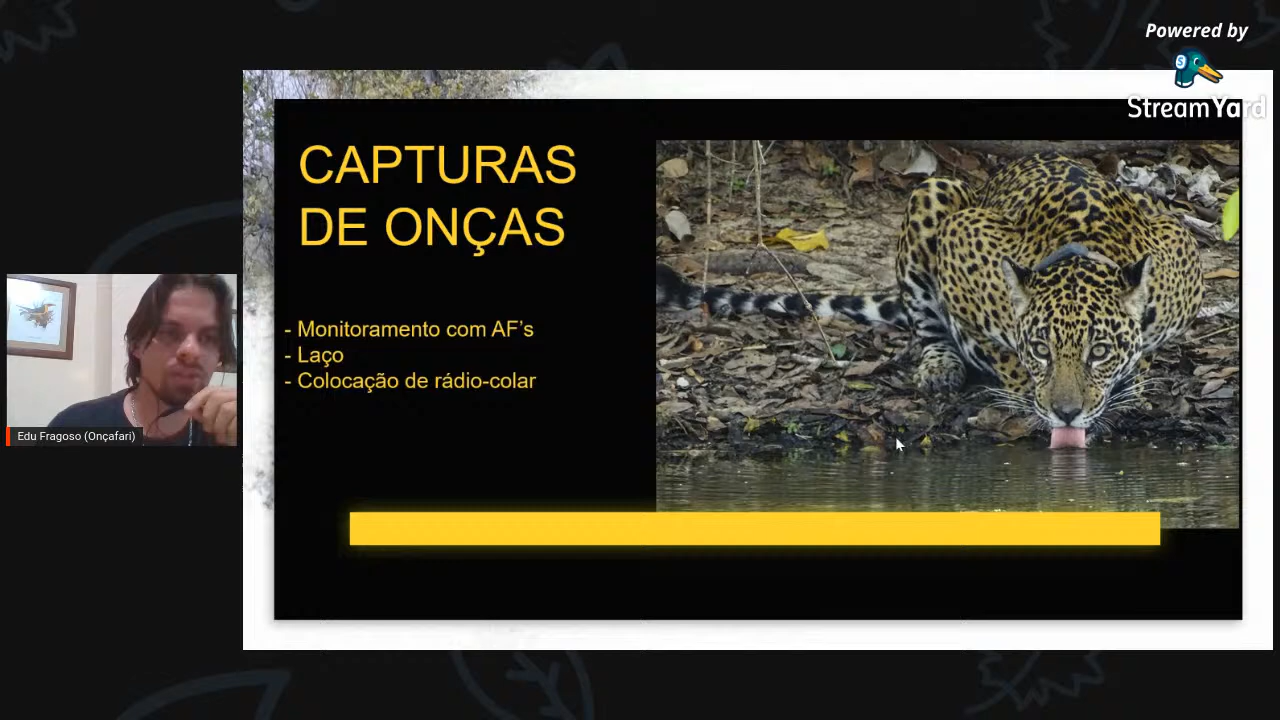 Powered by
StreamYard
CAPTURAS
DE ONÇAS
- Monitoramento com AF’s
- Laço
- Colocação de rádio-colar
Edu Fragoso (Onçafari)